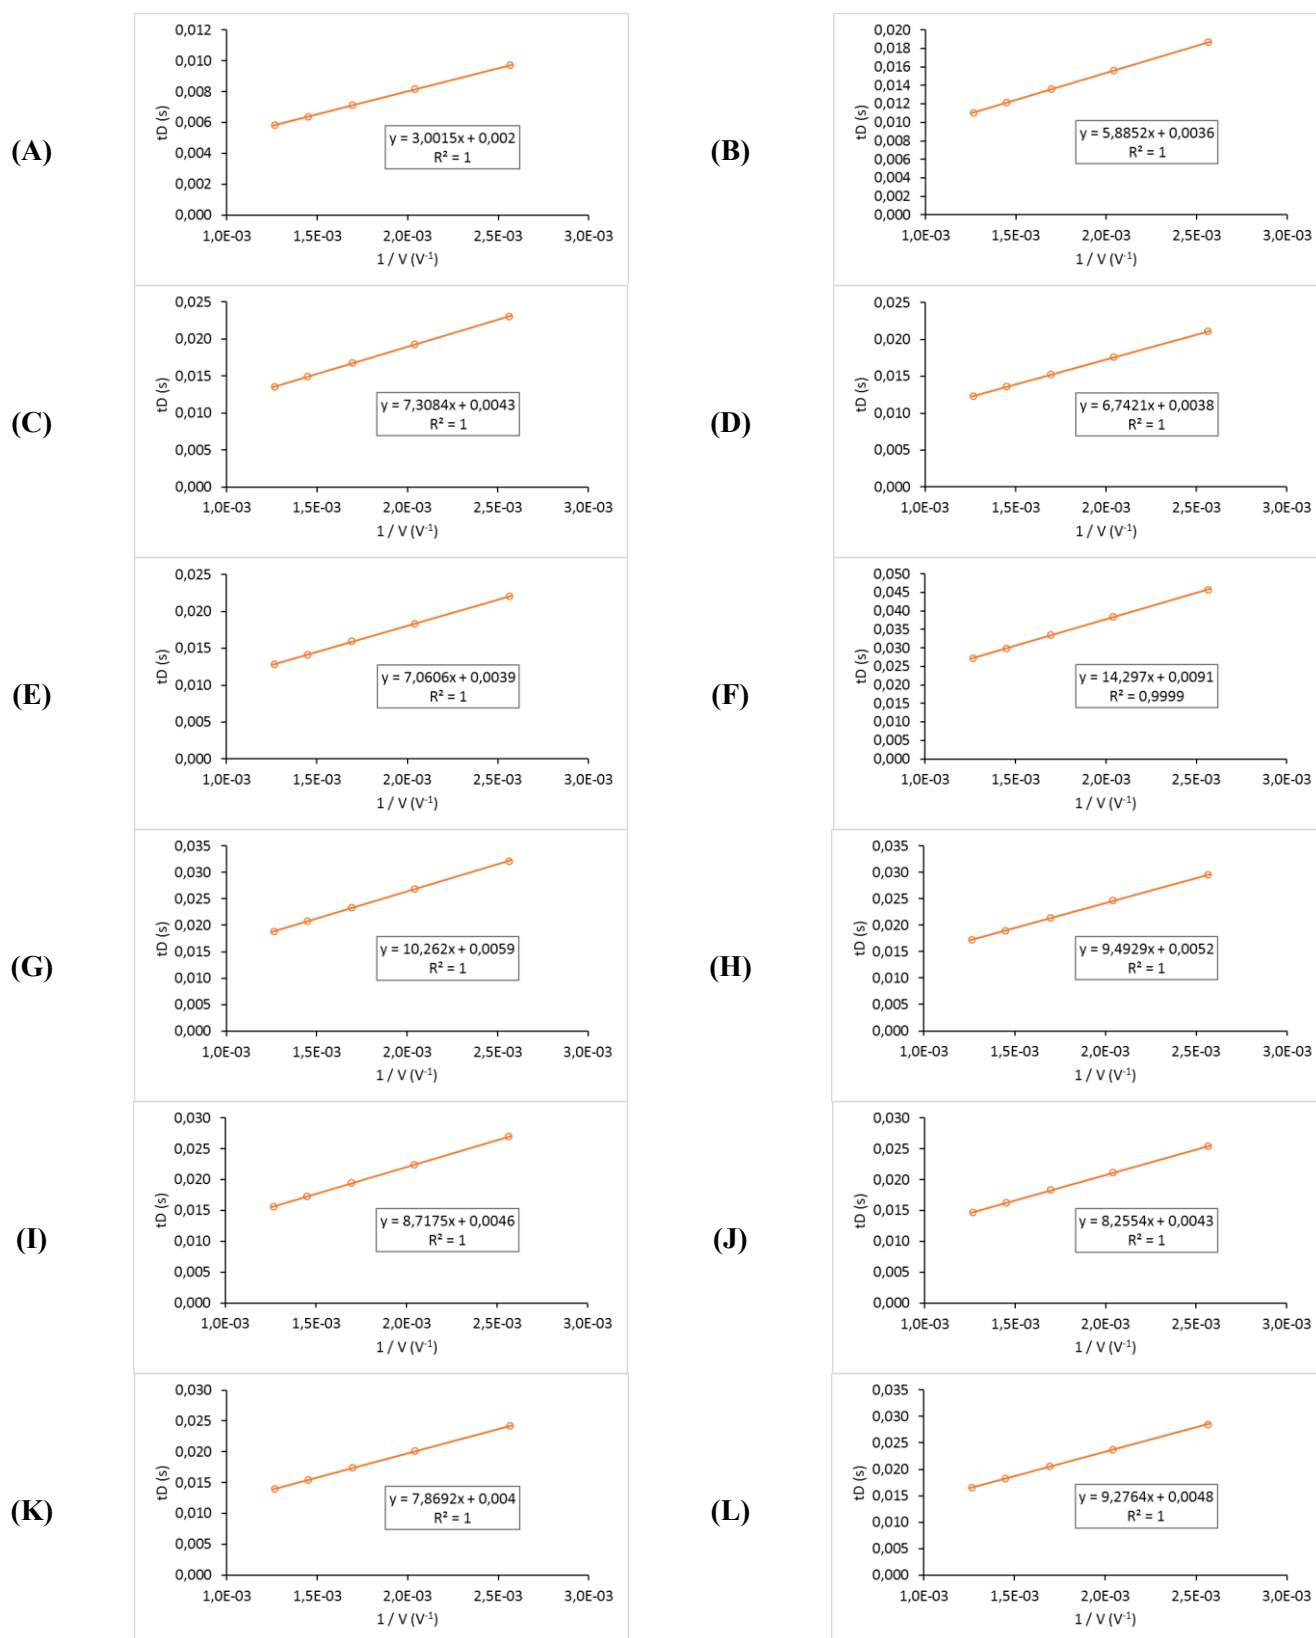 (A)
tD (s)
0,012
0,010
0,008
0,006
0,004
0,002
0,000
y = 3,0015x + 0,002
R² = 1
1,0E-03 1,5E-03 2,0E-03 2,5E-03 3,0E-03
1 / V (V⁻¹)
(B)
tD (s)
0,020
0,018
0,016
0,014
0,012
0,010
0,008
0,006
0,004
0,002
0,000
y = 5,8852x + 0,0036
R² = 1
1,0E-03 1,5E-03 2,0E-03 2,5E-03 3,0E-03
1 / V (V⁻¹)
(C)
tD (s)
0,025
0,020
0,015
0,010
0,005
0,000
y = 7,3084x + 0,0043
R² = 1
1,0E-03 1,5E-03 2,0E-03 2,5E-03 3,0E-03
1 / V (V⁻¹)
(D)
tD (s)
0,025
0,020
0,015
0,010
0,005
0,000
y = 6,7421x + 0,0038
R² = 1
1,0E-03 1,5E-03 2,0E-03 2,5E-03 3,0E-03
1 / V (V⁻¹)
(E)
tD (s)
0,025
0,020
0,015
0,010
0,005
0,000
y = 7,0606x + 0,0039
R² = 1
1,0E-03 1,5E-03 2,0E-03 2,5E-03 3,0E-03
1 / V (V⁻¹)
(F)
tD (s)
0,050
0,045
0,040
0,035
0,030
0,025
0,020
0,015
0,010
0,005
0,000
y = 14,297x + 0,0091
R² = 0,9999
1,0E-03 1,5E-03 2,0E-03 2,5E-03 3,0E-03
1 / V (V⁻¹)
(G)
tD (s)
0,035
0,030
0,025
0,020
0,015
0,010
0,005
0,000
y = 10,262x + 0,0059
R² = 1
1,0E-03 1,5E-03 2,0E-03 2,5E-03 3,0E-03
1 / V (V⁻¹)
(H)
tD (s)
0,035
0,030
0,025
0,020
0,015
0,010
0,005
0,000
y = 9,4929x + 0,0052
R² = 1
1,0E-03 1,5E-03 2,0E-03 2,5E-03 3,0E-03
1 / V (V⁻¹)
(I)
tD (s)
0,030
0,025
0,020
0,015
0,010
0,005
0,000
y = 8,7175x + 0,0046
R² = 1
1,0E-03 1,5E-03 2,0E-03 2,5E-03 3,0E-03
1 / V (V⁻¹)
(J)
tD (s)
0,030
0,025
0,020
0,015
0,010
0,005
0,000
y = 8,2554x + 0,0043
R² = 1
1,0E-03 1,5E-03 2,0E-03 2,5E-03 3,0E-03
1 / V (V⁻¹)
(K)
tD (s)
0,030
0,025
0,020
0,015
0,010
0,005
0,000
y = 7,8692x + 0,004
R² = 1
1,0E-03 1,5E-03 2,0E-03 2,5E-03 3,0E-03
1 / V (V⁻¹)
(L)
tD (s)
0,035
0,030
0,025
0,020
0,015
0,010
0,005
0,000
y = 9,2764x + 0,0048
R² = 1
1,0E-03 1,5E-03 2,0E-03 2,5E-03 3,0E-03
1 / V (V⁻¹)